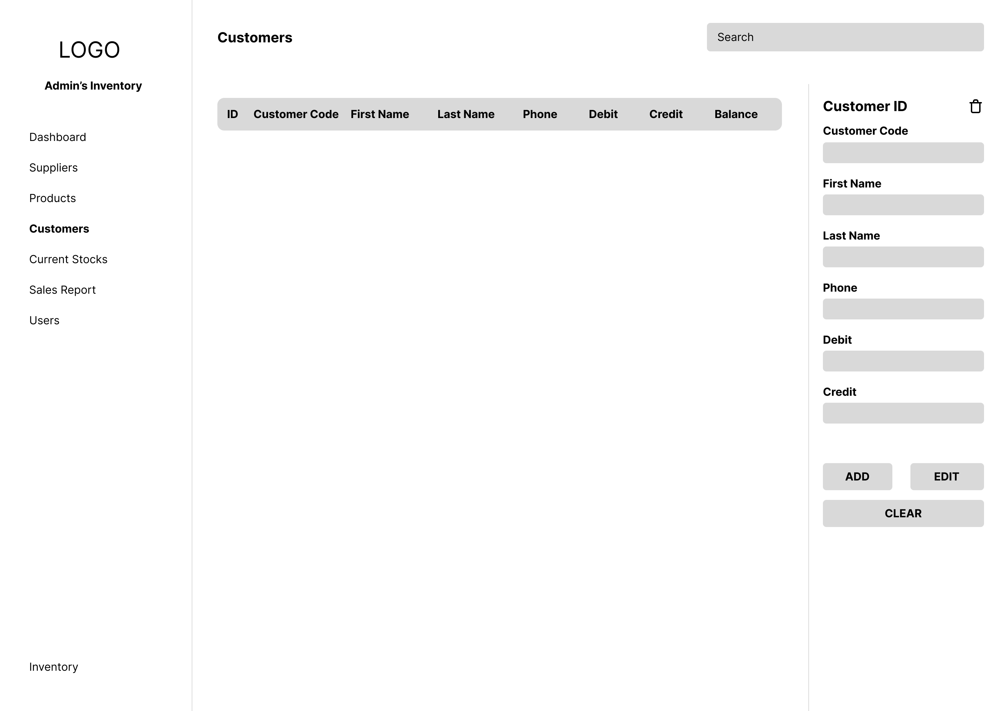 LOGO
Admin’s Inventory
Dashboard
Suppliers
Products
Customers
Current Stocks
Sales Report
Users
Inventory
Customers
Search
ID Customer Code First Name Last Name Phone Debit Credit Balance
Customer ID
Customer Code
First Name
Last Name
Phone
Debit
Credit
ADD EDIT
CLEAR